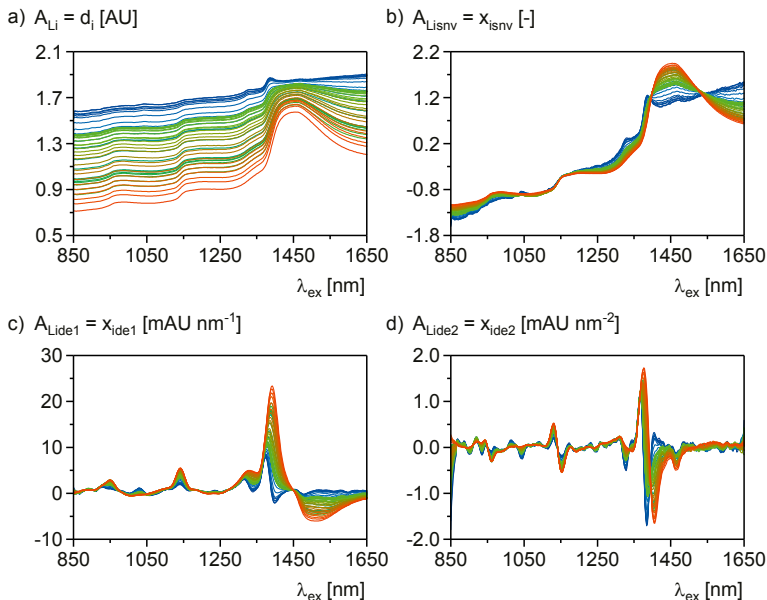 a) A_Li = d_i [AU]
2.1
1.7
1.3
0.9
0.5
850 1050 1250 1450 1650
λ_ex [nm]
b) A_Lisnv = x_isnv [-]
2.2
1.2
0.2
-0.8
-1.8
850 1050 1250 1450 1650
λ_ex [nm]
c) A_Lide1 = x_ide1 [mAU nm⁻¹]
30
20
10
0
-10
850 1050 1250 1450 1650
λ_ex [nm]
d) A_Lide2 = x_ide2 [mAU nm⁻²]
2.0
1.0
0.0
-1.0
-2.0
850 1050 1250 1450 1650
λ_ex [nm]